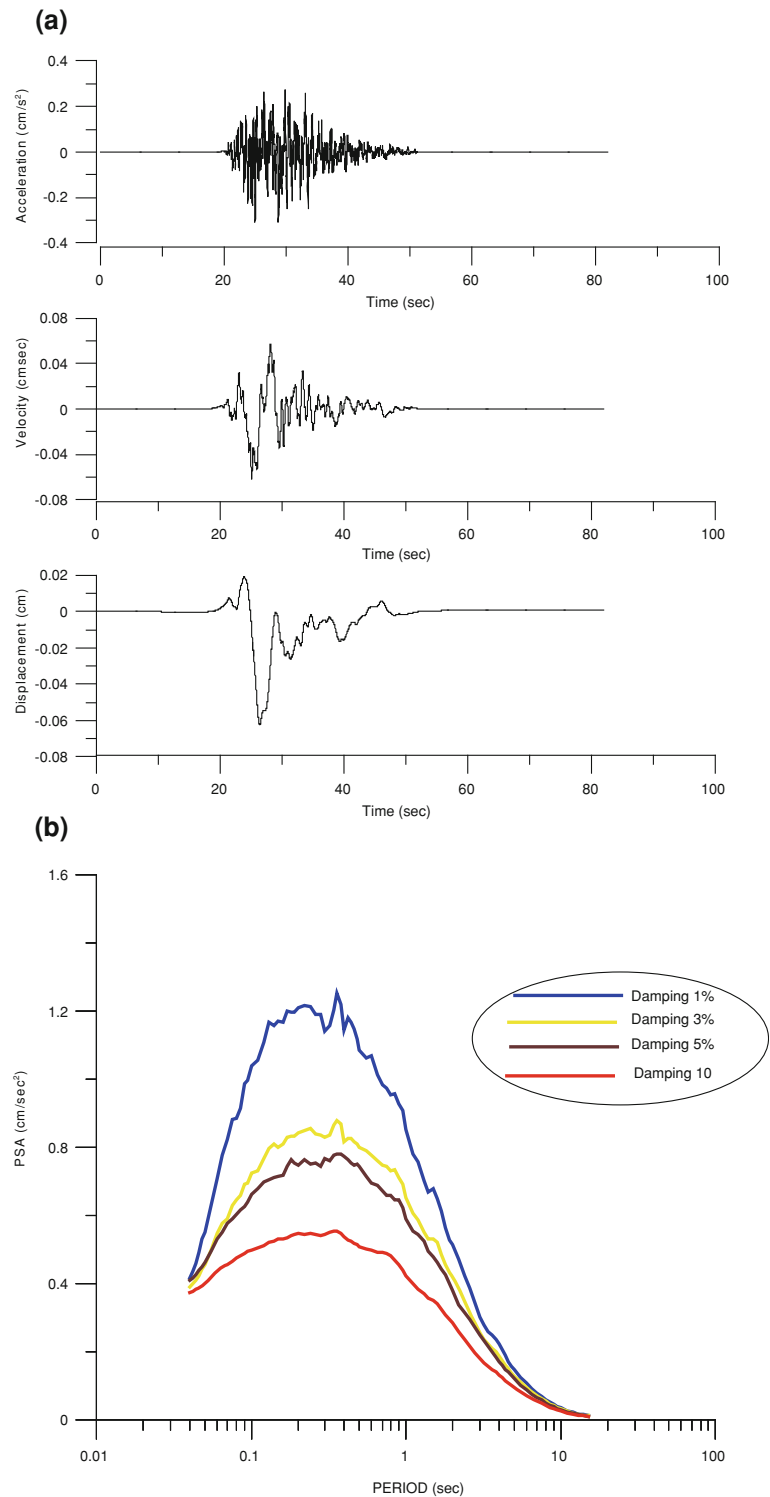 (a)
0.4
0.2
0
-0.2
-0.4
Acceleration (cm/s²)
0 20 40 60 80 100
Time (sec)
0.08
0.04
0
-0.04
-0.08
Velocity (cmsec)
0 20 40 60 80 100
Time (sec)
0.02
0
-0.02
-0.04
-0.06
-0.08
Displacement (cm)
0 20 40 60 80 100
Time (sec)
(b)
1.6
1.2
0.8
0.4
0
PSA (cm/sec²)
Damping 1%
Damping 3%
Damping 5%
Damping 10
0.01 0.1 1 10 100
PERIOD (sec)